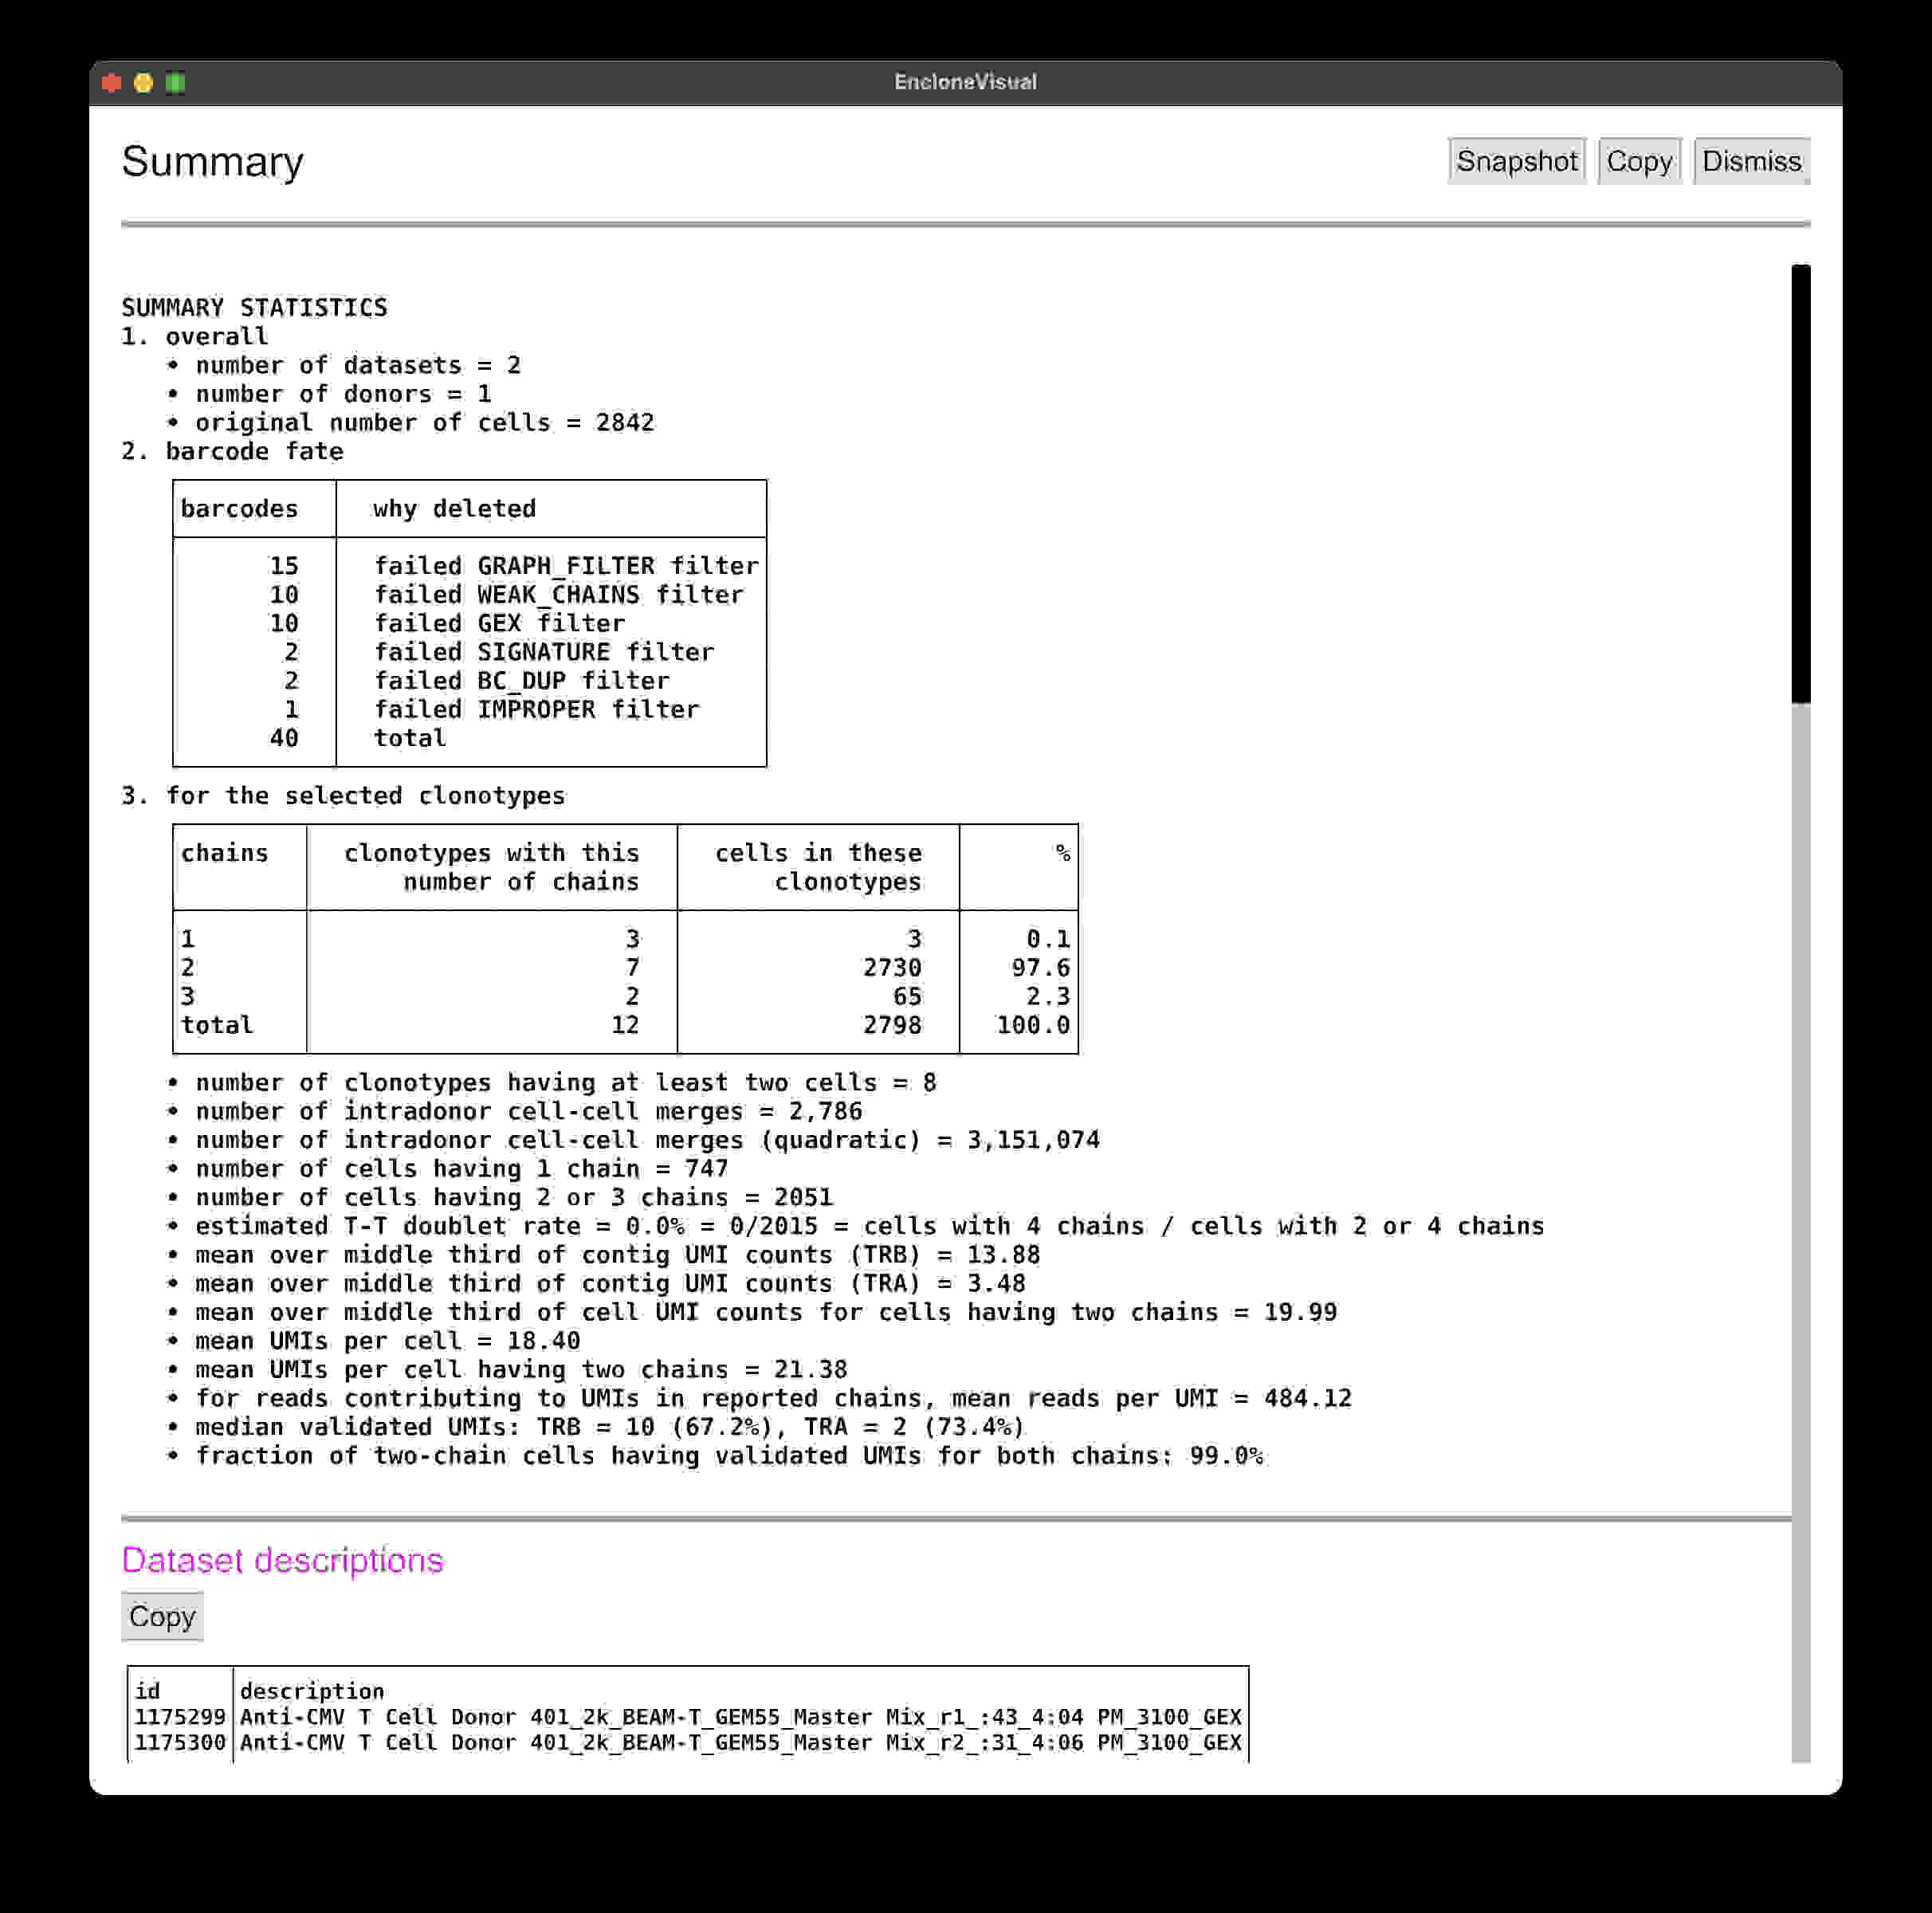 EncloneVisual
Summary
Snapshot Copy Dismiss
SUMMARY STATISTICS
1. overall
• number of datasets = 2
• number of donors = 1
• original number of cells = 2842
2. barcode fate
barcodes why deleted
15 failed GRAPH_FILTER filter
10 failed WEAK_CHAINS filter
10 failed GEX filter
2 failed SIGNATURE filter
2 failed BC_DUP filter
1 failed IMPROPER filter
40 total
3. for the selected clonotypes
chains clonotypes with this cells in these %
number of chains clonotypes
1 3 3 0.1
2 7 2730 97.6
3 2 65 2.3
total 12 2798 100.0
• number of clonotypes having at least two cells = 8
• number of intradonor cell-cell merges = 2,786
• number of intradonor cell-cell merges (quadratic) = 3,151,074
• number of cells having 1 chain = 747
• number of cells having 2 or 3 chains = 2051
• estimated T-T doublet rate = 0.0% = 0/2015 = cells with 4 chains / cells with 2 or 4 chains
• mean over middle third of contig UMI counts (TRB) = 13.88
• mean over middle third of contig UMI counts (TRA) = 3.48
• mean over middle third of cell UMI counts for cells having two chains = 19.99
• mean UMIs per cell = 18.40
• mean UMIs per cell having two chains = 21.38
• for reads contributing to UMIs in reported chains, mean reads per UMI = 484.12
• median validated UMIs: TRB = 10 (67.2%), TRA = 2 (73.4%)
• fraction of two-chain cells having validated UMIs for both chains: 99.0%
Dataset descriptions
Copy
id description
1175299 Anti-CMV T Cell Donor 401_2k_BEAM-T_GEM55_Master Mix_r1_:43_4:04 PM_3100_GEX
1175300 Anti-CMV T Cell Donor 401_2k_BEAM-T_GEM55_Master Mix_r2_:31_4:06 PM_3100_GEX